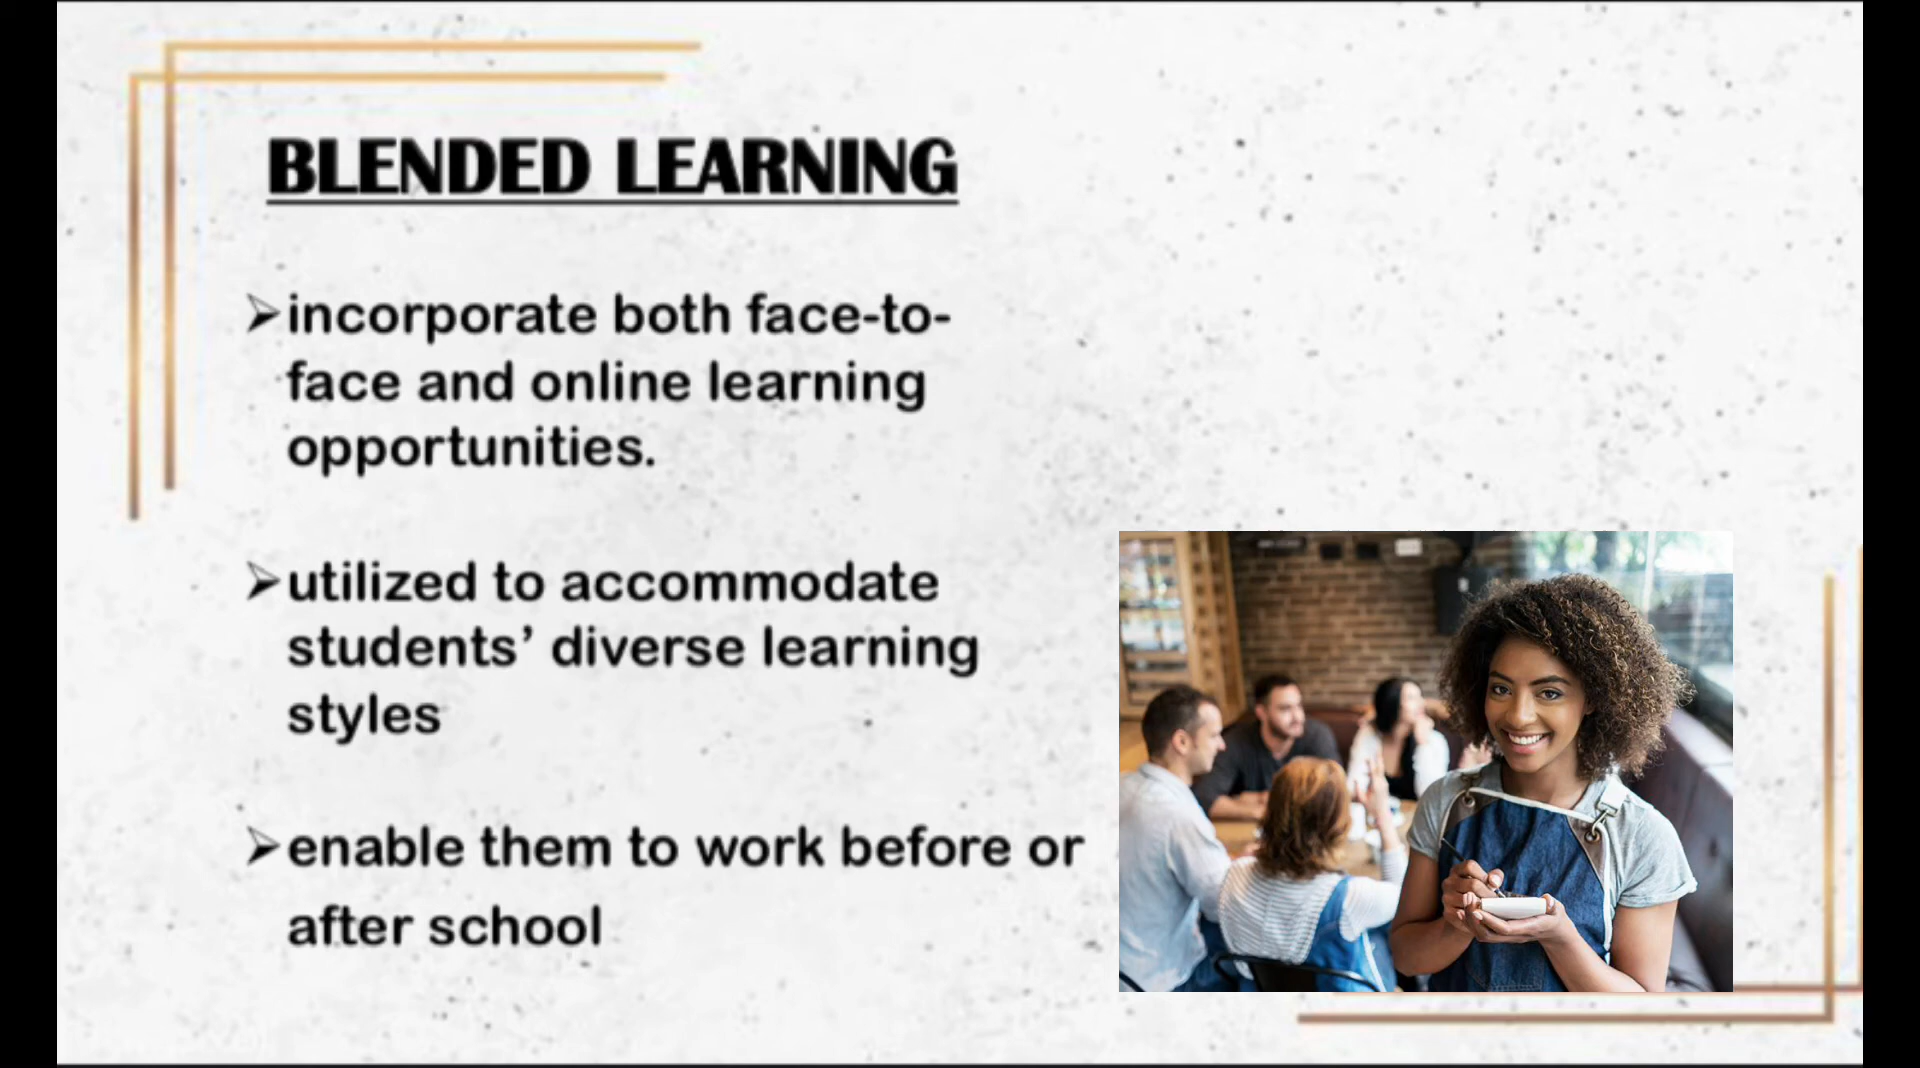 BLENDED LEARNING
➢incorporate both face-to-
face and online learning
opportunities.
➢utilized to accommodate
students’ diverse learning
styles
➢enable them to work before or
after school